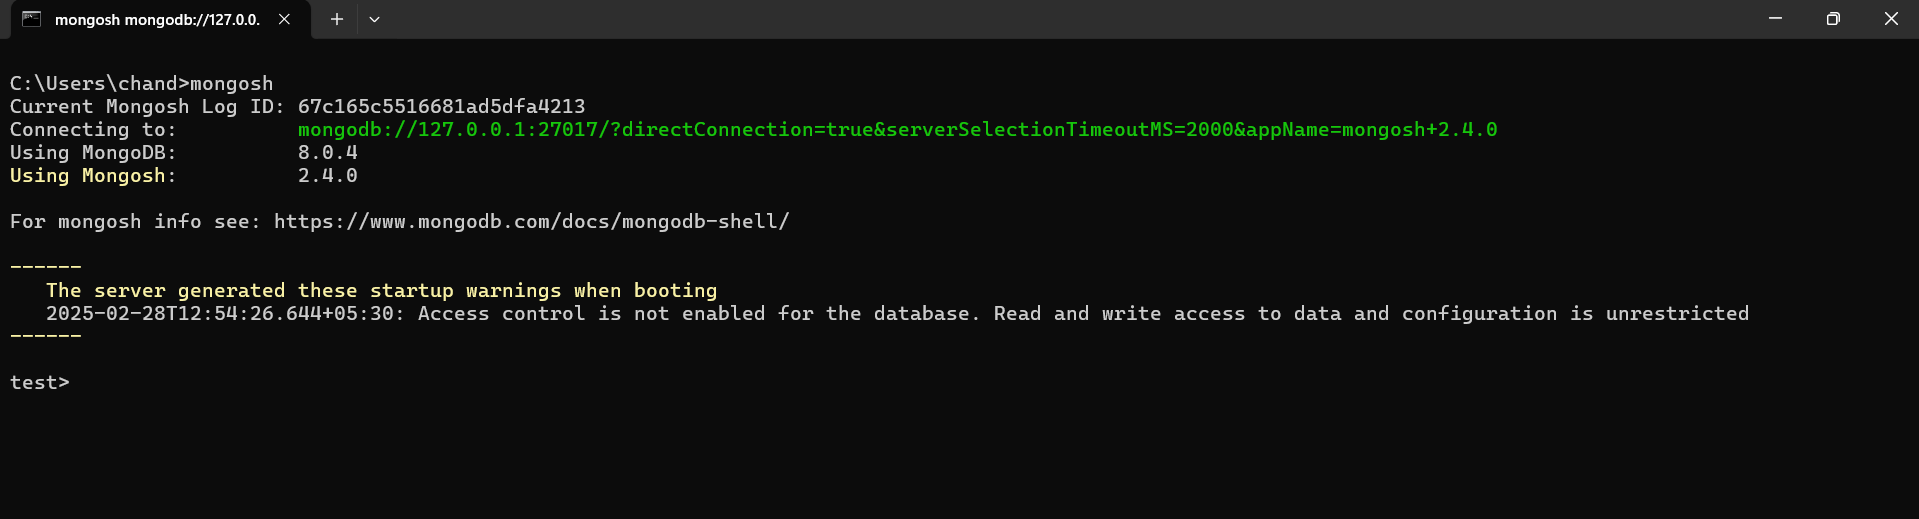 mongosh mongodb://127.0.0.
C:\Users\chand>mongosh
Current Mongosh Log ID: 67c165c5516681ad5dfa4213
Connecting to:          mongodb://127.0.0.1:27017/?directConnection=true&serverSelectionTimeoutMS=2000&appName=mongosh+2.4.0
Using MongoDB:          8.0.4
Using Mongosh:          2.4.0
For mongosh info see: https://www.mongodb.com/docs/mongodb-shell/
------
   The server generated these startup warnings when booting
   2025-02-28T12:54:26.644+05:30: Access control is not enabled for the database. Read and write access to data and configuration is unrestricted
------
test>